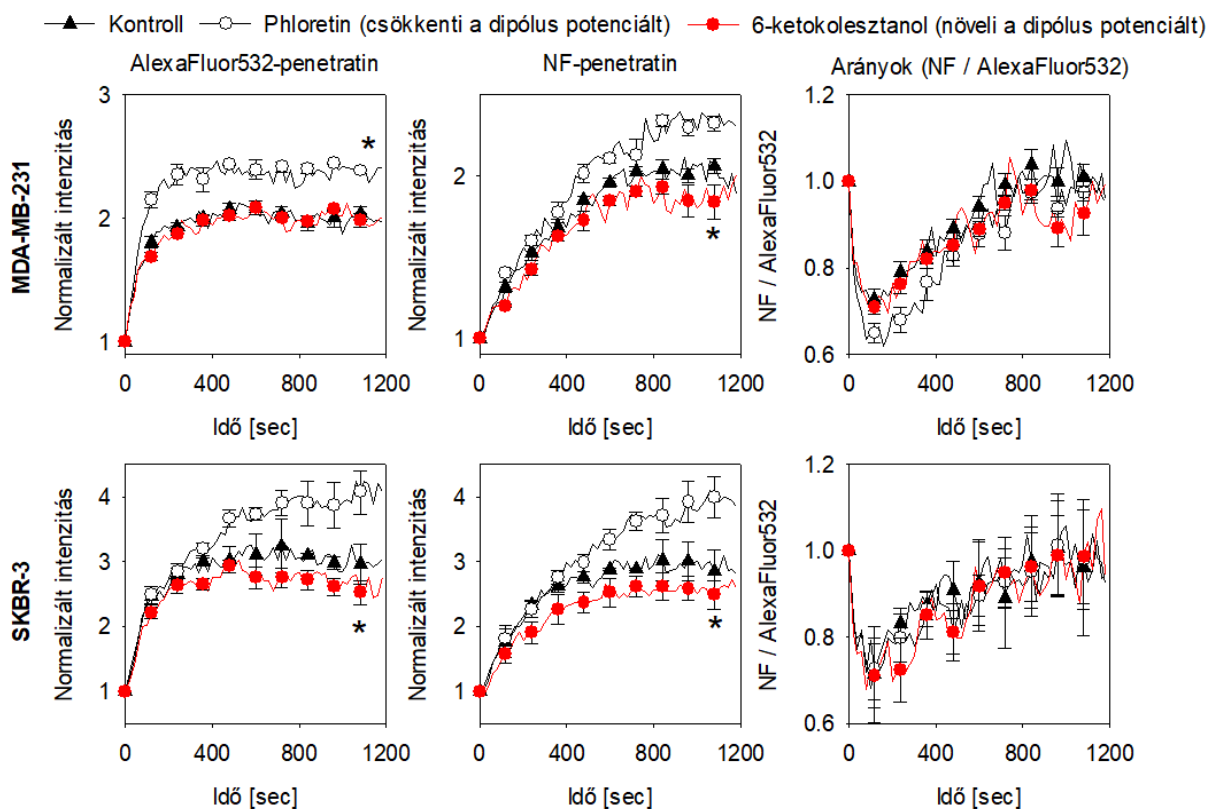 Kontroll Phloretin (csökkenti a dipólus potenciált) 6-ketokolesztanol (növeli a dipólus potenciált)
AlexaFluor532-penetratin NF-penetratin Arányok (NF / AlexaFluor532)
MDA-MB-231
Normalizált intenzitás
3
2
1
*
0 400 800 1200
Idő [sec]
Normalizált intenzitás
2
1
*
0 400 800 1200
Idő [sec]
NF / AlexaFluor532
1.2
1.0
0.8
0.6
0 400 800 1200
Idő [sec]
SKBR-3
Normalizált intenzitás
4
3
2
1
*
0 400 800 1200
Idő [sec]
Normalizált intenzitás
4
3
2
1
*
0 400 800 1200
Idő [sec]
NF / AlexaFluor532
1.2
1.0
0.8
0.6
0 400 800 1200
Idő [sec]